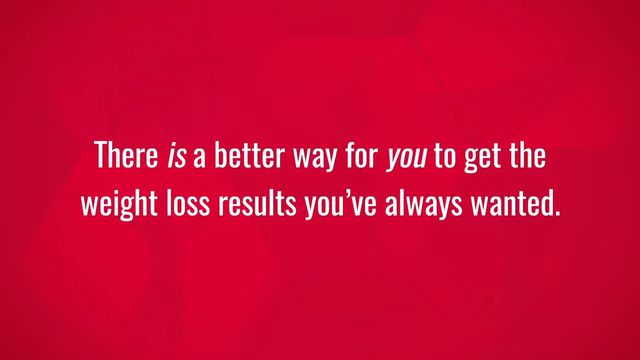 There is a better way for you to get the
weight loss results you’ve always wanted.